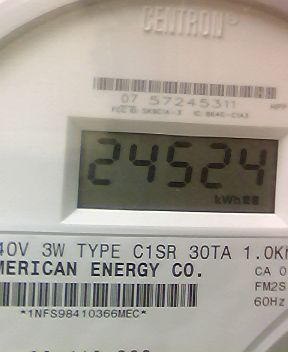 CENTRON
07 57245311
24524
kWh
40V 3W TYPE C1SR 30TA 1.0K
MERICAN ENERGY CO.
CA 0
FM2S
60Hz
*1NFS98410366MEC*